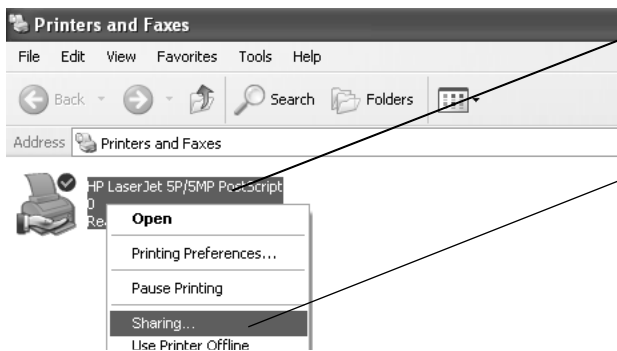 Printers and Faxes
File Edit View Favorites Tools Help
Back Search Folders
Address Printers and Faxes
HP LaserJet 5P/5MP PostScript
0
Open
Printing Preferences...
Pause Printing
Sharing...
Use Printer Offline